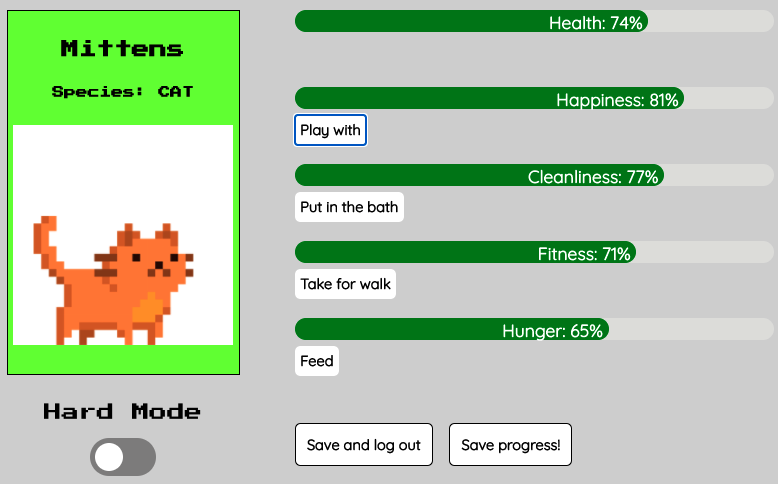 Mittens
Species: CAT
Hard Mode
Health: 74%
Happiness: 81%
Play with
Cleanliness: 77%
Put in the bath
Fitness: 71%
Take for walk
Hunger: 65%
Feed
Save and log out
Save progress!